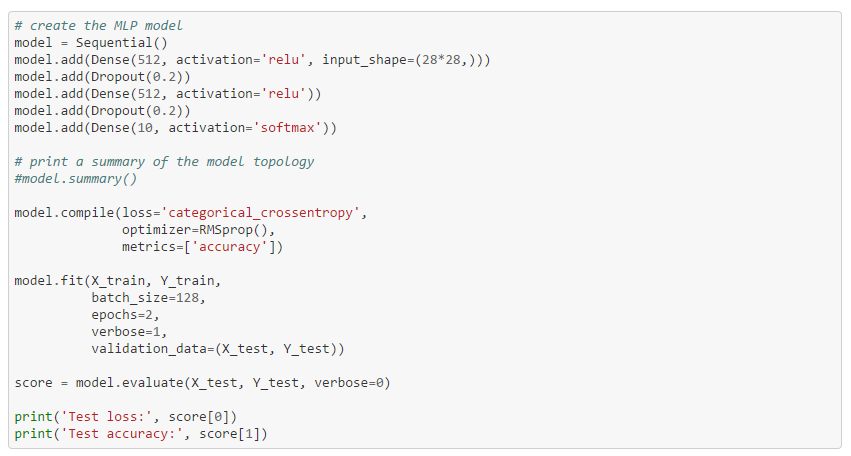 # create the MLP model
model = Sequential()
model.add(Dense(512, activation='relu', input_shape=(28*28,)))
model.add(Dropout(0.2))
model.add(Dense(512, activation='relu'))
model.add(Dropout(0.2))
model.add(Dense(10, activation='softmax'))

# print a summary of the model topology
#model.summary()

model.compile(loss='categorical_crossentropy',
              optimizer=RMSprop(),
              metrics=['accuracy'])

model.fit(X_train, Y_train,
          batch_size=128,
          epochs=2,
          verbose=1,
          validation_data=(X_test, Y_test))

score = model.evaluate(X_test, Y_test, verbose=0)

print('Test loss:', score[0])
print('Test accuracy:', score[1])